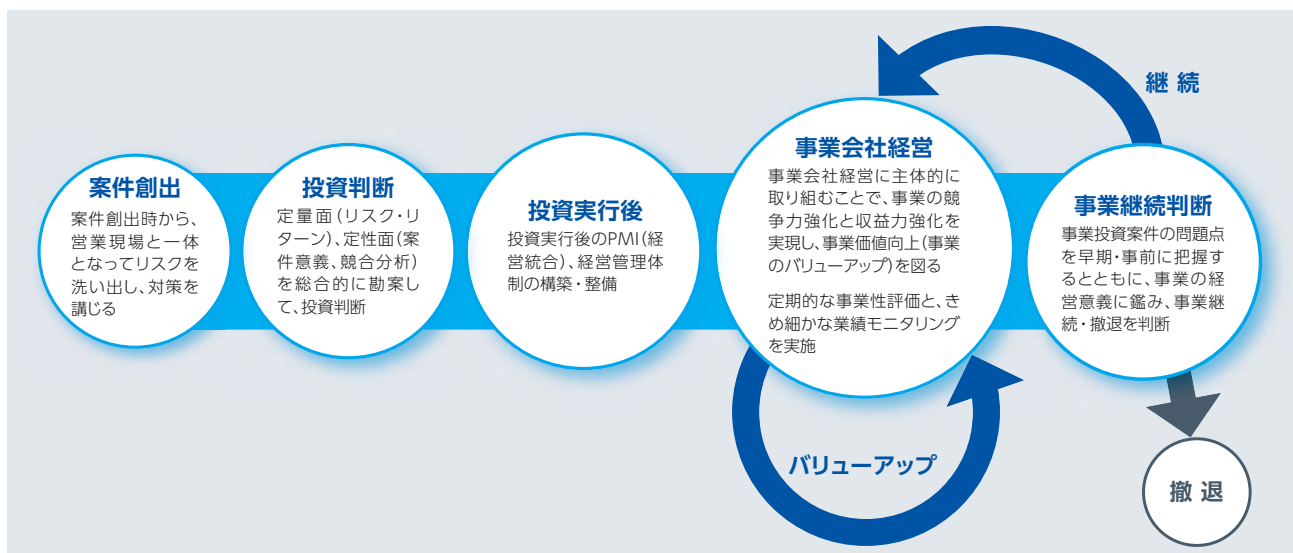 案件創出
案件創出時から、
営業現場と一体
となってリスクを
洗い出し、対策を
講じる
投資判断
定量面(リスク・リ
ターン)、定性面(案
件意義、競合分析)
を総合的に勘案し
て、投資判断
投資実行後
投資実行後のPMI(経
営統合)、経営管理体
制の構築・整備
事業会社経営
事業会社経営に主体的に
取り組むことで、事業の競
争力強化と収益力強化を
実現し、事業価値向上(事業
のバリューアップ)を図る
定期的な事業性評価と、き
め細かな業績モニタリング
を実施
バリューアップ
継 続
事業継続判断
事業投資案件の問題点
を早期・事前に把握す
るとともに、事業の経
営意義に鑑み、事業継
続・撤退を判断
撤 退